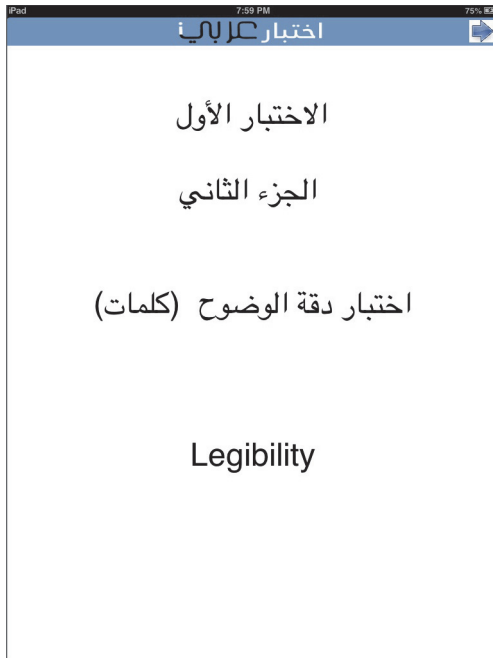 iPad 7:59 PM 75%
اختبار عربي
الاختبار الأول
الجزء الثاني
اختبار دقة الوضوح (كلمات)
Legibility